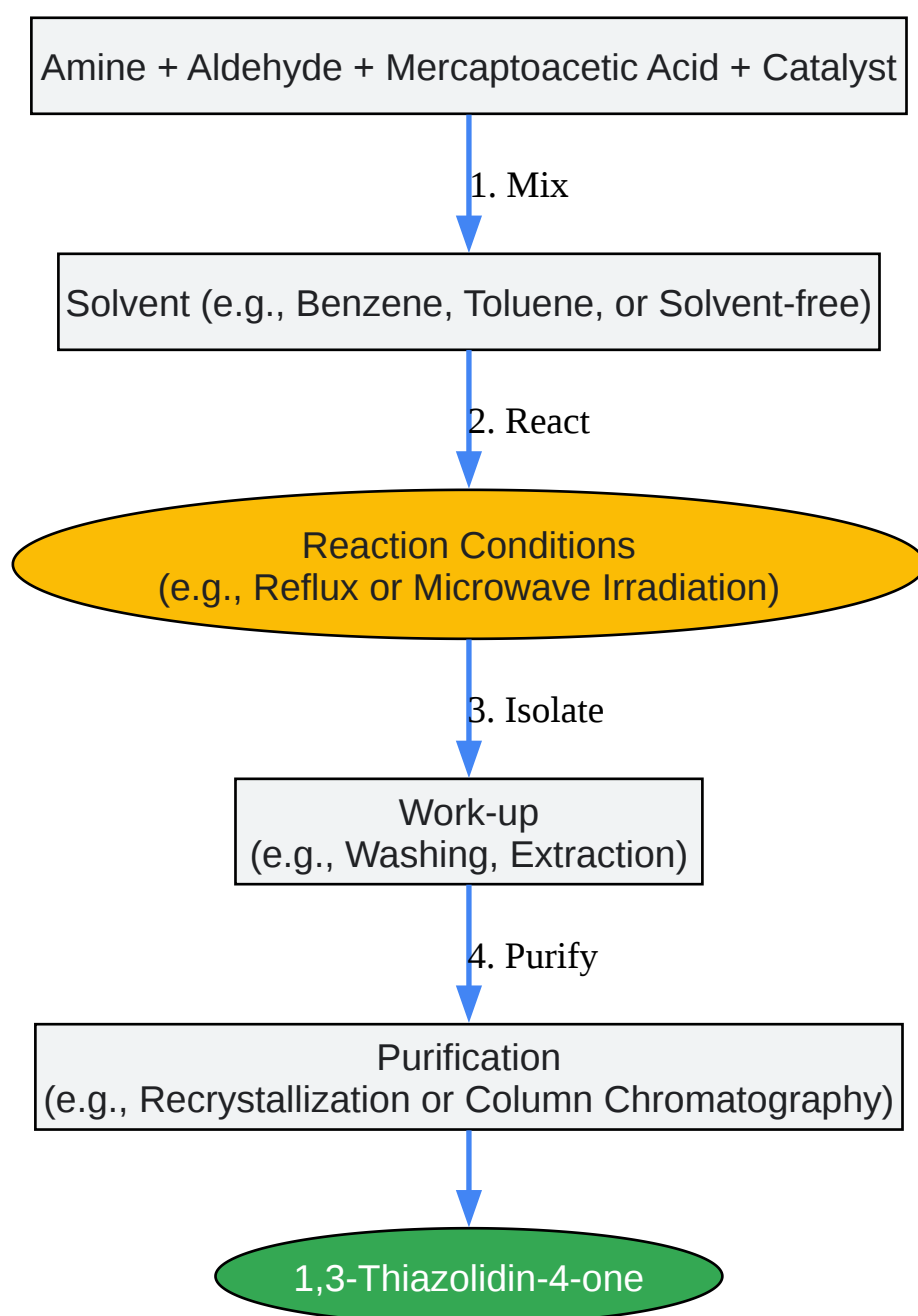 Amine + Aldehyde + Mercaptoacetic Acid + Catalyst
1. Mix
Solvent (e.g., Benzene, Toluene, or Solvent-free)
2. React
Reaction Conditions
(e.g., Reflux or Microwave Irradiation)
3. Isolate
Work-up
(e.g., Washing, Extraction)
4. Purify
Purification
(e.g., Recrystallization or Column Chromatography)
1,3-Thiazolidin-4-one